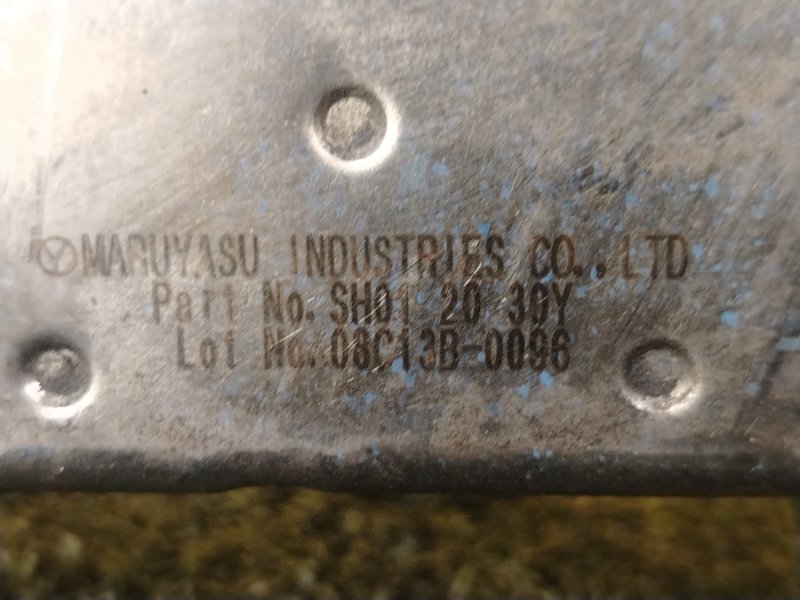 MARUYASU INDUSTRIES CO., LTD
Part No. SH01 20 30Y
Lot No. 08C13B-0096